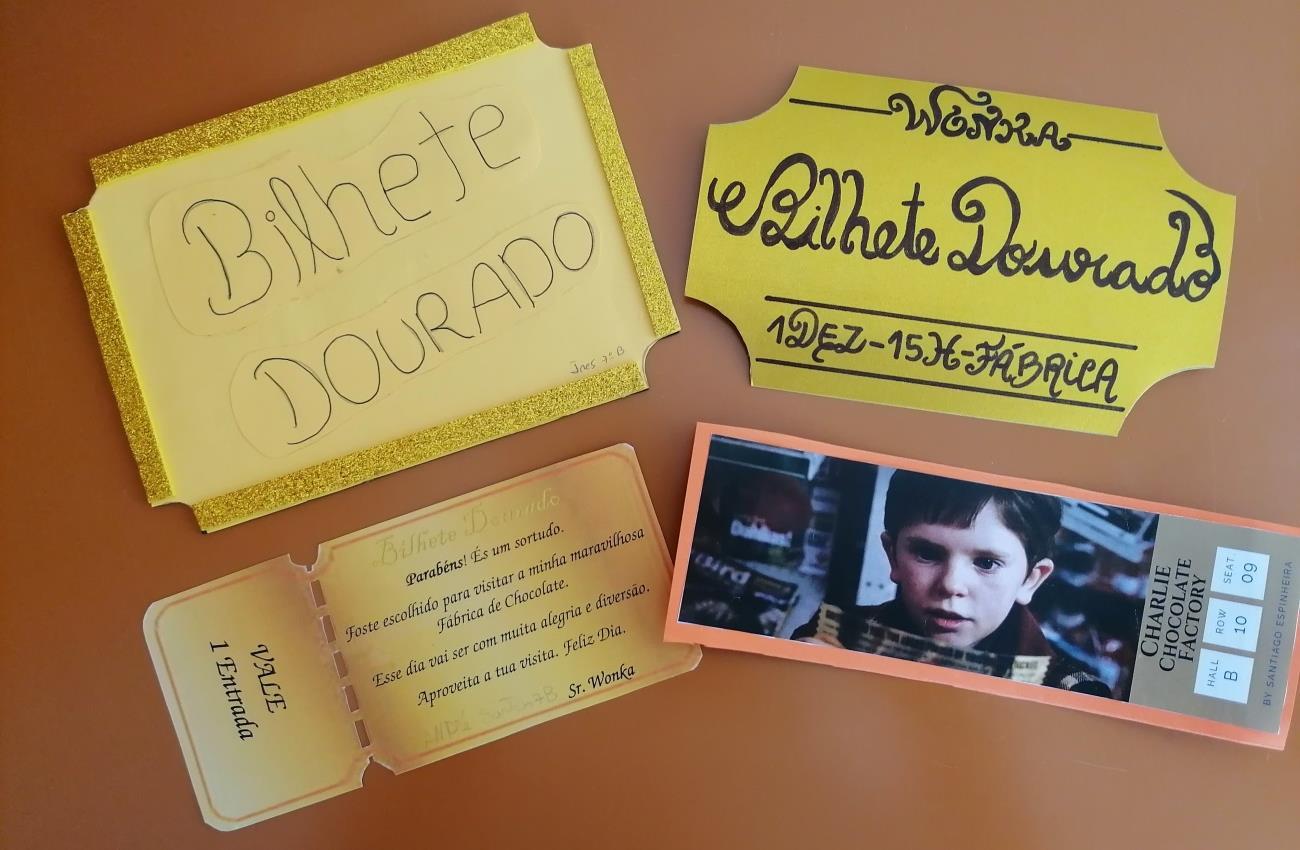 Bilhete
DOURADO
Ines 7º B
WONKA
Bilhete Dourado
1 DEZ-15H-FÁBRICA
VALE
1 Entrada
Bilhete Dourado
Parabéns! És um sortudo.
Foste escolhido para visitar a minha maravilhosa
Fábrica de Chocolate.
Esse dia vai ser com muita alegria e diversão.
Aproveita a tua visita. Feliz Dia.
Sr. Wonka
Santos 7B
CHARLIE
CHOCOLATE
FACTORY
HALL
B
ROW
10
SEAT.
09
BY SANTIAGO ESPINHEIRA